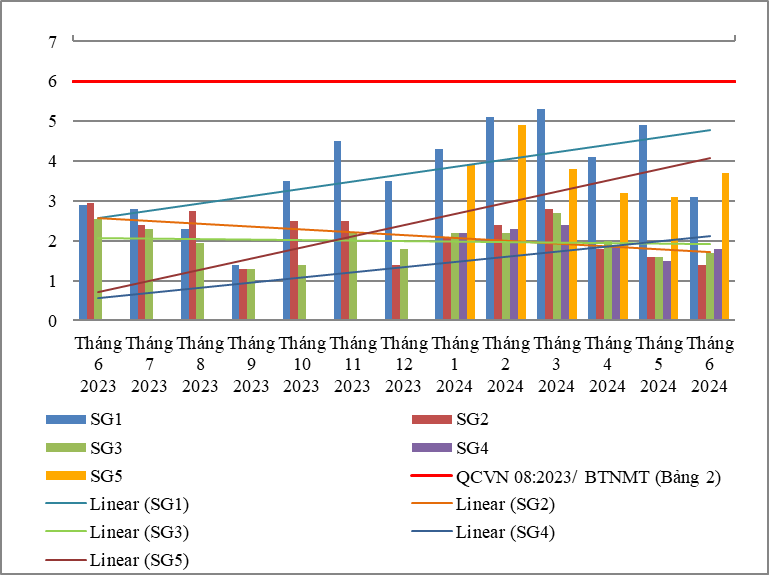 7
6
5
4
3
2
1
0
Tháng Tháng Tháng Tháng Tháng Tháng Tháng Tháng Tháng Tháng Tháng Tháng Tháng
6 7 8 9 10 11 12 1 2 3 4 5 6
2023 2023 2023 2023 2023 2023 2023 2024 2024 2024 2024 2024 2024
SG1 SG2
SG3 SG4
SG5 QCVN 08:2023/ BTNMT (Bảng 2)
Linear (SG1) Linear (SG2)
Linear (SG3) Linear (SG4)
Linear (SG5)